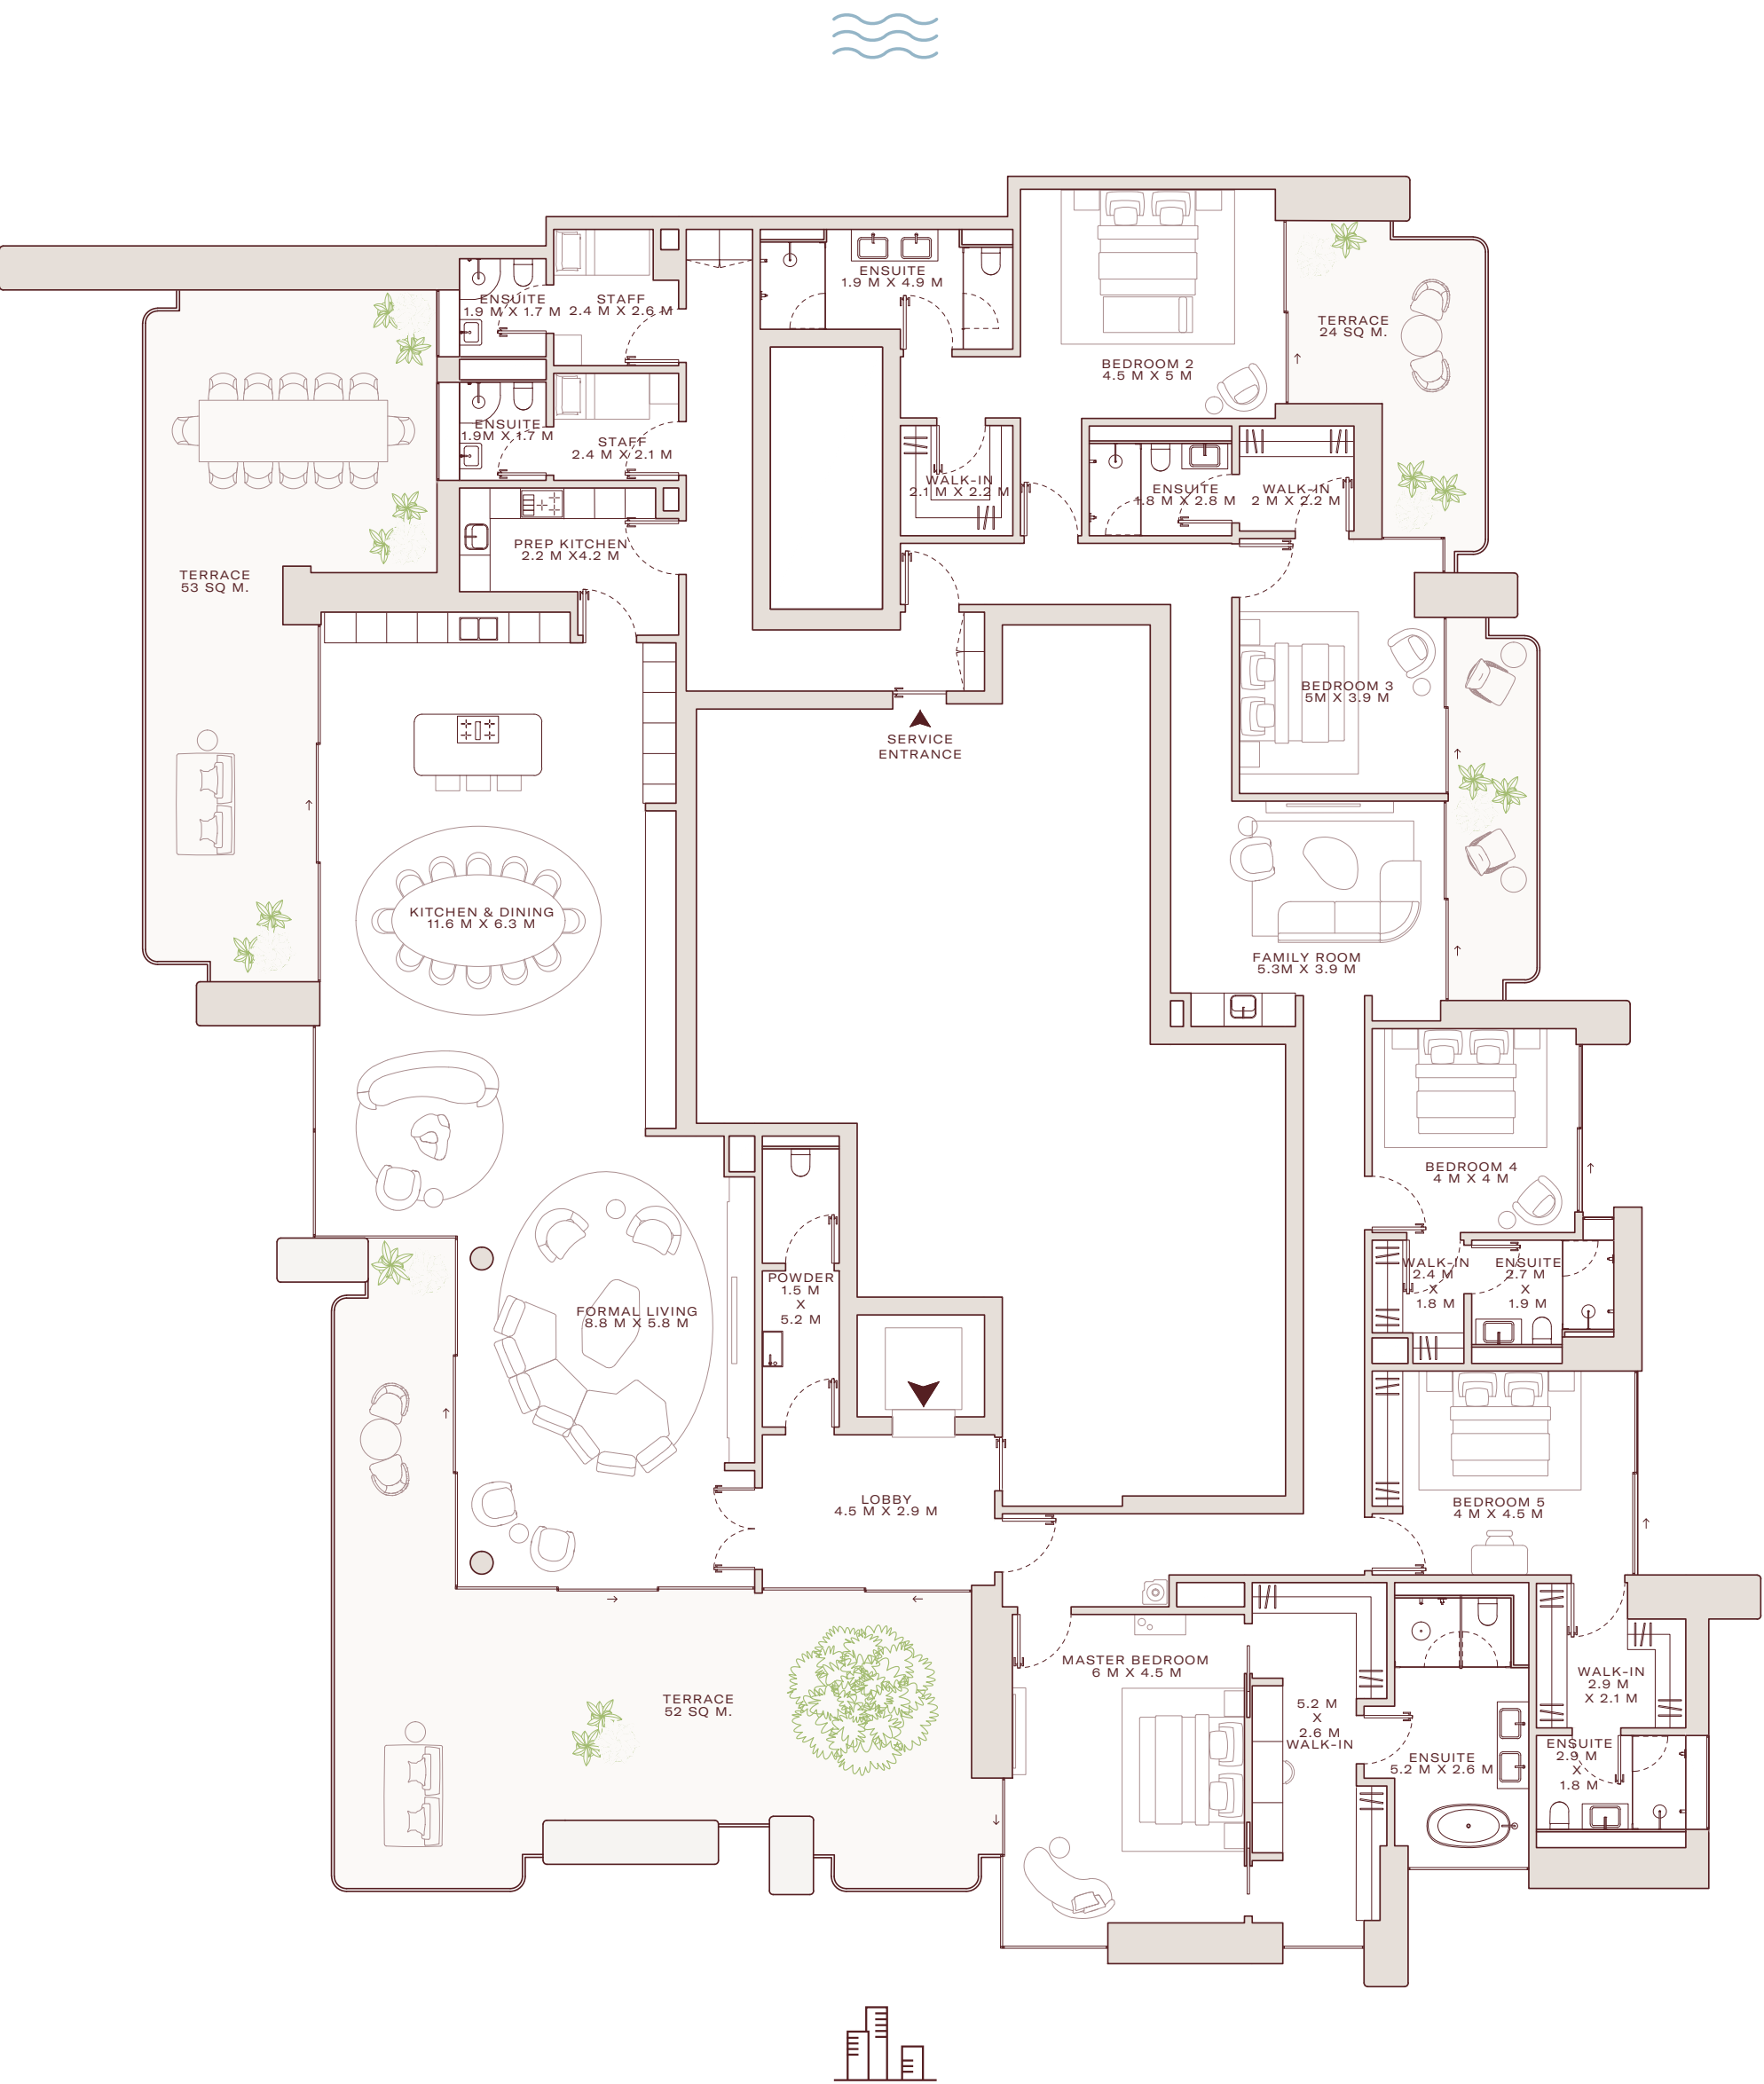 ENSUITE
1.9 M X 4.9 M
ENSUITE
1.9 M X 1.7 M
STAFF
2.4 M X 2.6 M
TERRACE
24 SQ M.
BEDROOM 2
4.5 M X 5 M
ENSUITE
1.9M X 1.7 M
STAFF
2.4 M X 2.1 M
WALK-IN
2.1 M X 2.2 M
ENSUITE
1.8 M X 2.8 M
WALK-IN
2 M X 2.2 M
PREP KITCHEN
2.2 M X4.2 M
TERRACE
53 SQ M.
BEDROOM 3
5M X 3.9 M
SERVICE
ENTRANCE
KITCHEN & DINING
11.6 M X 6.3 M
FAMILY ROOM
5.3M X 3.9 M
BEDROOM 4
4 M X 4 M
WALK-IN
2.4 M
X
1.8 M
ENSUITE
2.7 M
X
1.9 M
POWDER
1.5 M
X
5.2 M
FORMAL LIVING
8.8 M X 5.8 M
LOBBY
4.5 M X 2.9 M
BEDROOM 5
4 M X 4.5 M
MASTER BEDROOM
6 M X 4.5 M
WALK-IN
2.9 M
X 2.1 M
TERRACE
52 SQ M.
5.2 M
X
2.6 M
WALK-IN
ENSUITE
5.2 M X 2.6 M
ENSUITE
2.9 M
X
1.8 M